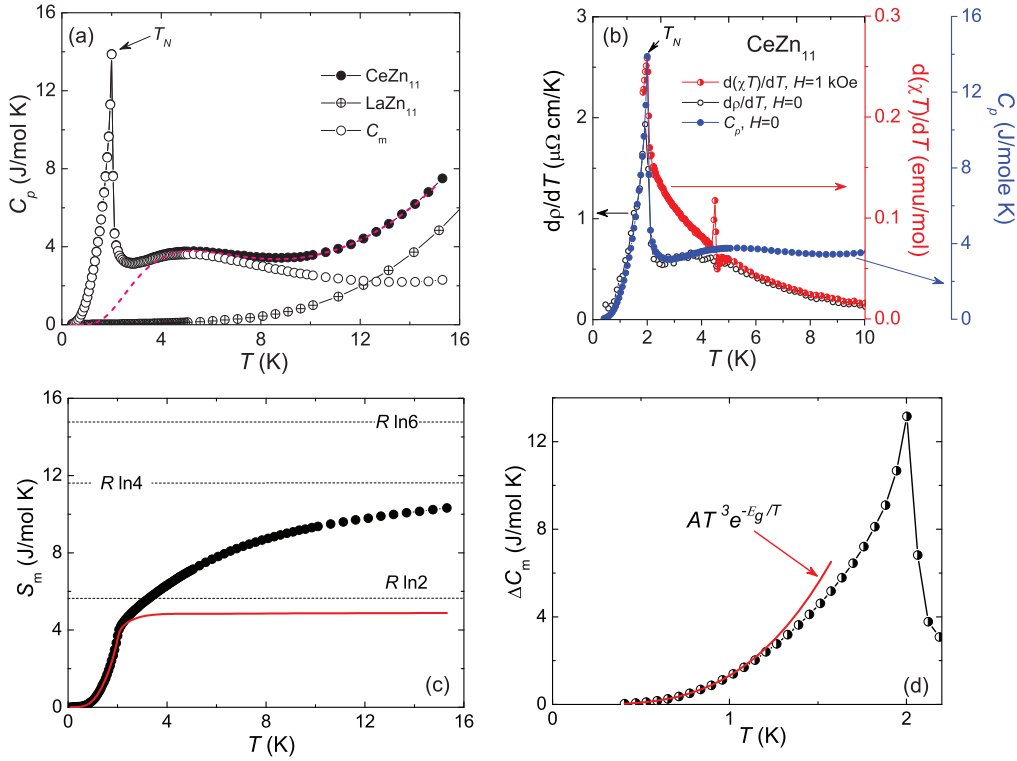 (a)
T_N
CeZn₁₁
LaZn₁₁
C_m
C_p (J/mol K)
16
12
8
4
0
0 4 8 12 16
T (K)
(b)
T_N
CeZn₁₁
d(χT)/dT, H=1 kOe
dρ/dT, H=0
C_p, H=0
dρ/dT (μΩ cm/K)
3
2
1
0
0 2 4 6 8 10
T (K)
0.3
0.2
0.1
0.0
d(χT)/dT (emu/mol)
16
12
8
4
0
C_p (J/mole K)
S_m (J/mol K)
16
12
8
4
0
R ln6
R ln4
R ln2
(c)
0 4 8 12 16
T (K)
ΔC_m (J/mol K)
12
8
4
0
AT ³e^-E_g/T
(d)
1 2
T (K)